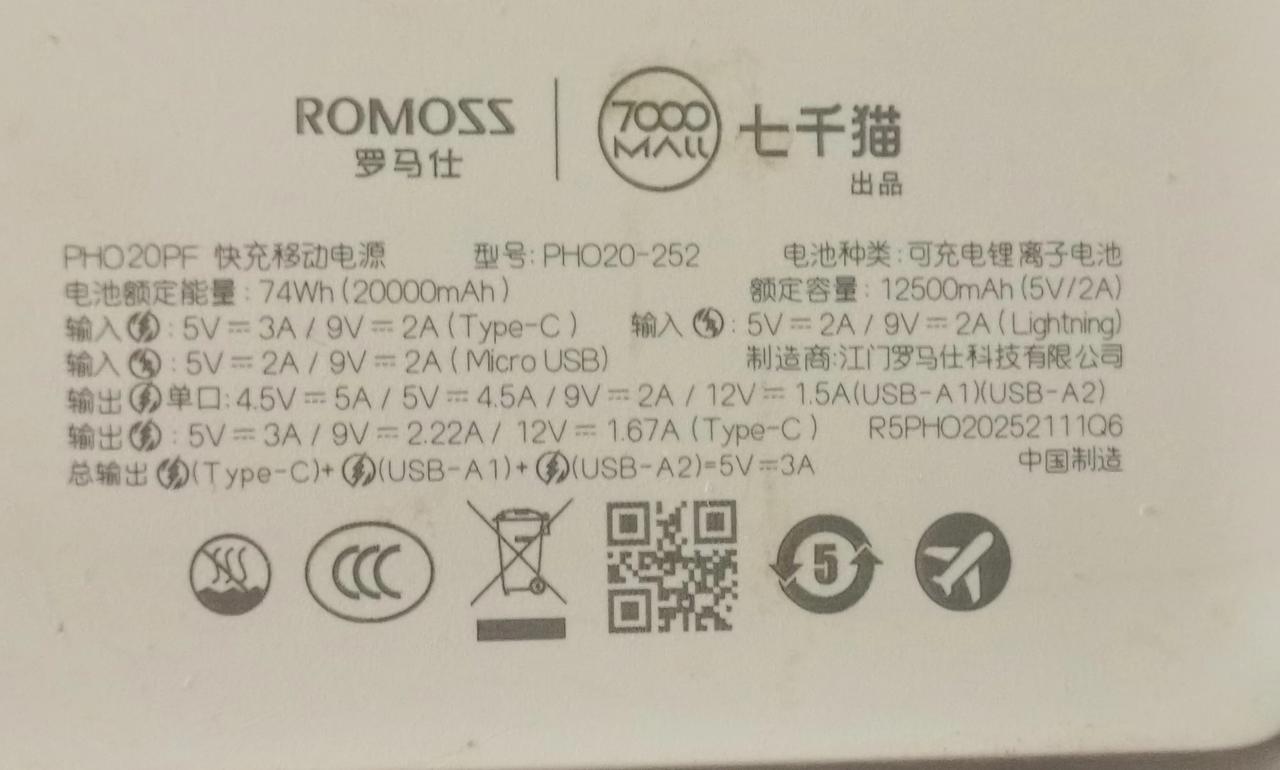 ROMOSS
罗马仕
7000
MALL
七千猫
出品
PHO20PF 快充移动电源 型号:PHO20-252 电池种类:可充电锂离子电池
电池额定能量:74Wh(20000mAh) 额定容量:12500mAh(5V/2A)
输入:5V⎓3A/9V⎓2A(Type-C) 输入:5V⎓2A/9V⎓2A(Lightning)
输入:5V⎓2A/9V⎓2A(Micro USB) 制造商:江门罗马仕科技有限公司
输出单口:4.5V⎓5A/5V⎓4.5A/9V⎓2A/12V⎓1.5A(USB-A1)(USB-A2)
输出:5V⎓3A/9V⎓2.22A/12V⎓1.67A(Type-C) R5PHO20252111Q6
总输出(Type-C)+(USB-A1)+(USB-A2)=5V⎓3A 中国制造
CCC
5